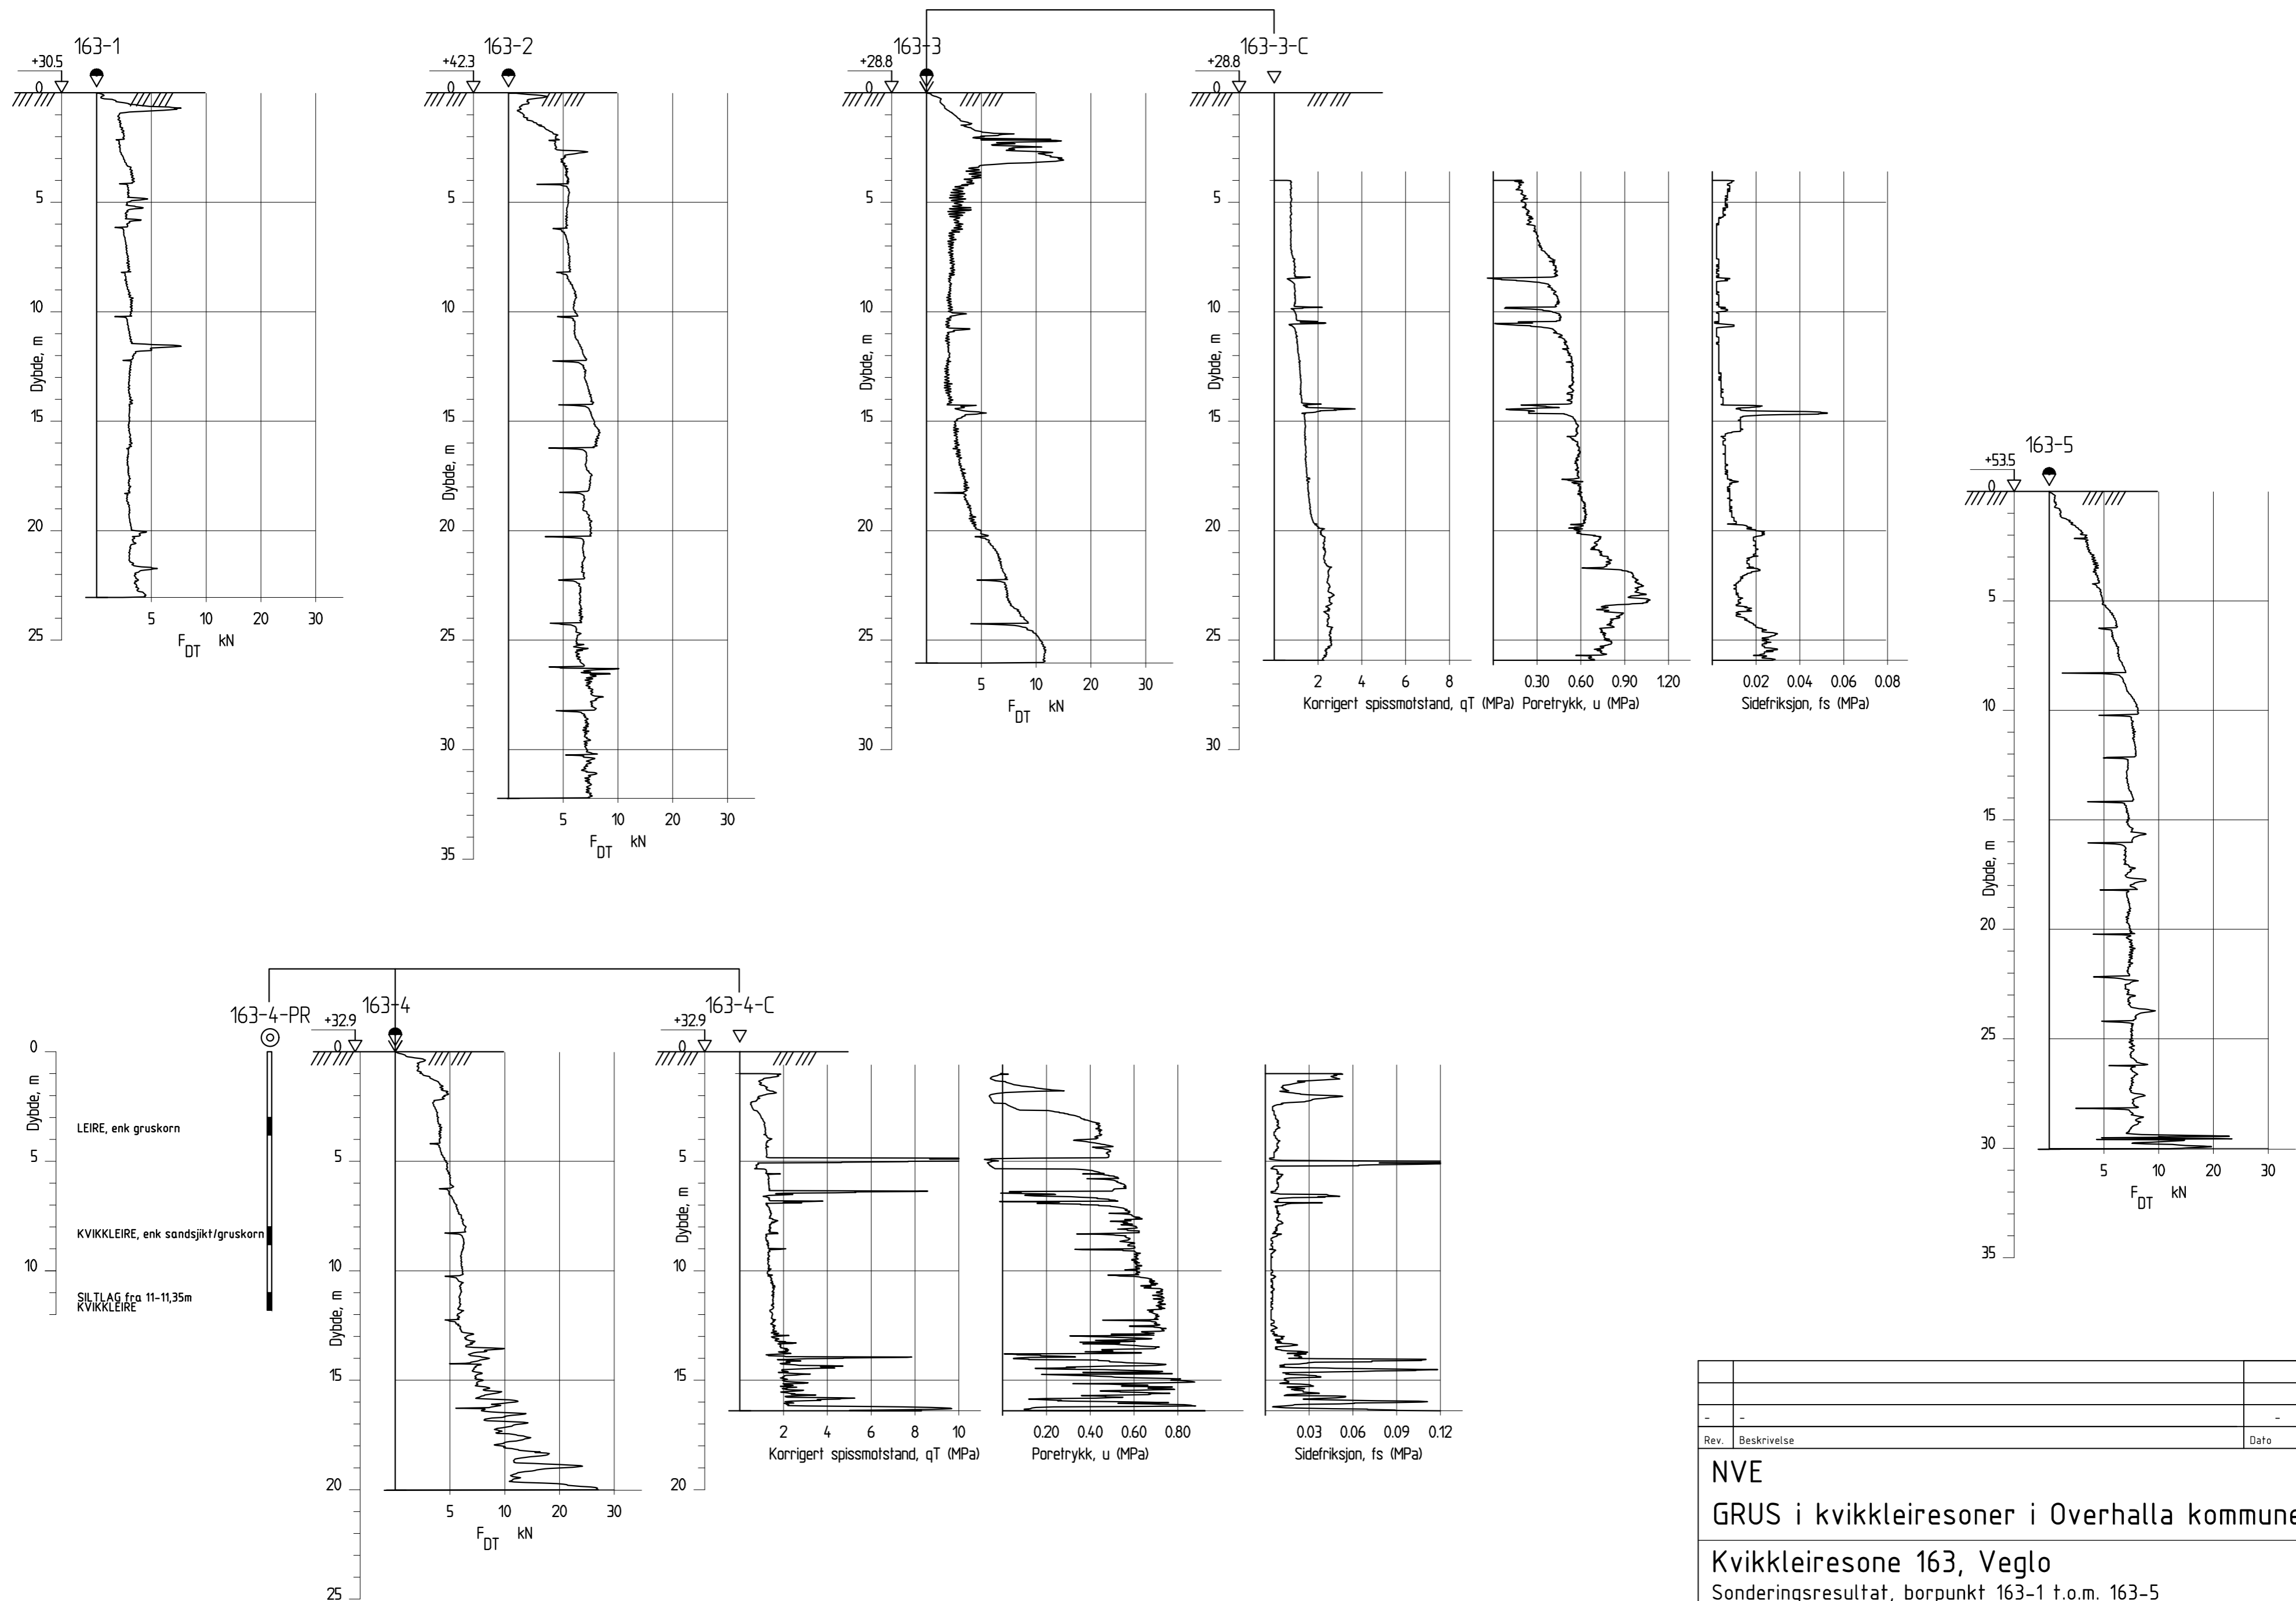 163-1
+30.5
0
5
10
15
20
25
Dybde, m
5 10 20 30
F DT kN
163-2
+42.3
0
5
10
15
20
25
30
35
Dybde, m
5 10 20 30
F DT kN
163-3
+28.8
0
5
10
15
20
25
30
Dybde, m
5 10 20 30
F DT kN
163-3-C
+28.8
0
5
10
15
20
25
30
Dybde, m
2 4 6 8
Korrigert spissmotstand, qT (MPa)
0.30 0.60 0.90 1.20
Poretrykk, u (MPa)
0.02 0.04 0.06 0.08
Sidefriksjon, fs (MPa)
163-5
+53.5
0
5
10
15
20
25
30
35
Dybde, m
5 10 20 30
F DT kN
163-4-PR
0
5
10
Dybde, m
LEIRE, enk gruskorn
KVIKKLEIRE, enk sandsjikt/gruskorn
SILTLAG fra 11-11,35m
KVIKKLEIRE
163-4
+32.9
0
5
10
15
20
25
Dybde, m
5 10 20 30
F DT kN
163-4-C
+32.9
0
5
10
15
20
Dybde, m
2 4 6 8 10
Korrigert spissmotstand, qT (MPa)
0.20 0.40 0.60 0.80
Poretrykk, u (MPa)
0.03 0.06 0.09 0.12
Sidefriksjon, fs (MPa)
- - -
Rev. Beskrivelse Dato
NVE
GRUS i kvikkleiresoner i Overhalla kommune
Kvikkleiresone 163, Veglo
Sonderingsresultat, borpunkt 163-1 t.o.m. 163-5